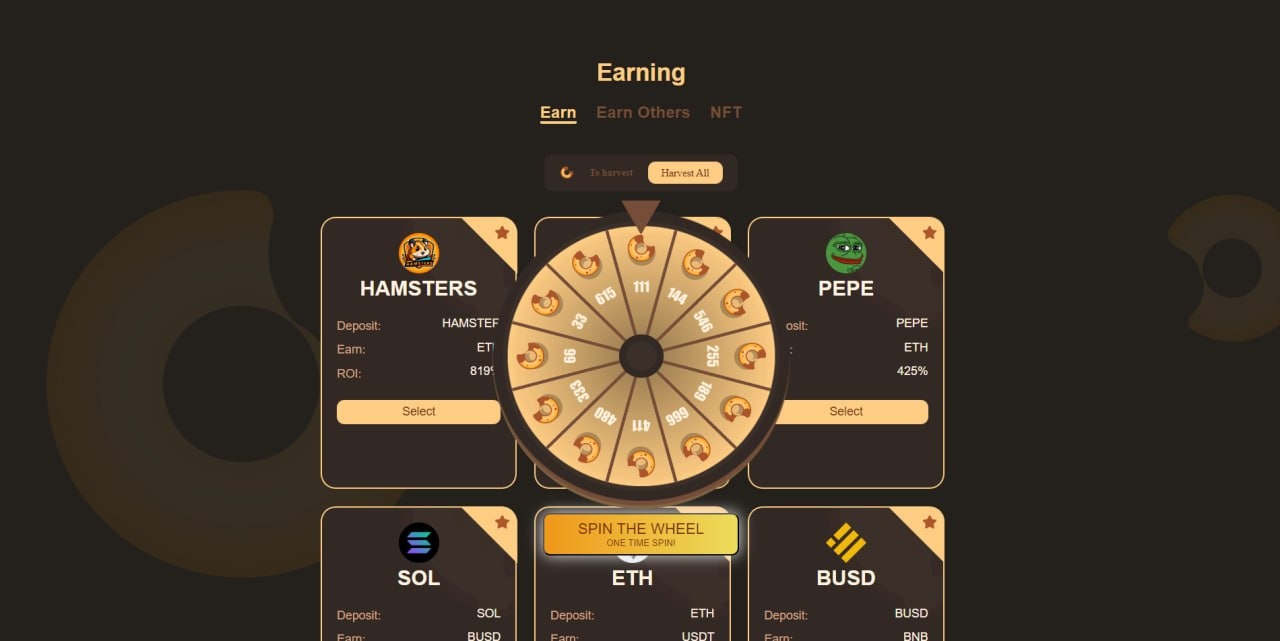 Earning
Earn Earn Others NFT
To harvest Harvest All
HAMSTERS
Deposit: HAMSTER
Earn: ET
ROI: 819%
Select
PEPE
osit: PEPE
: ETH
425%
Select
111
144
546
255
189
666
411
480
333
99
33
615
SPIN THE WHEEL
ONE TIME SPIN!
SOL
Deposit: SOL
Earn: BUSD
ETH
Deposit: ETH
Earn: USDT
BUSD
Deposit: BUSD
Earn: BNB